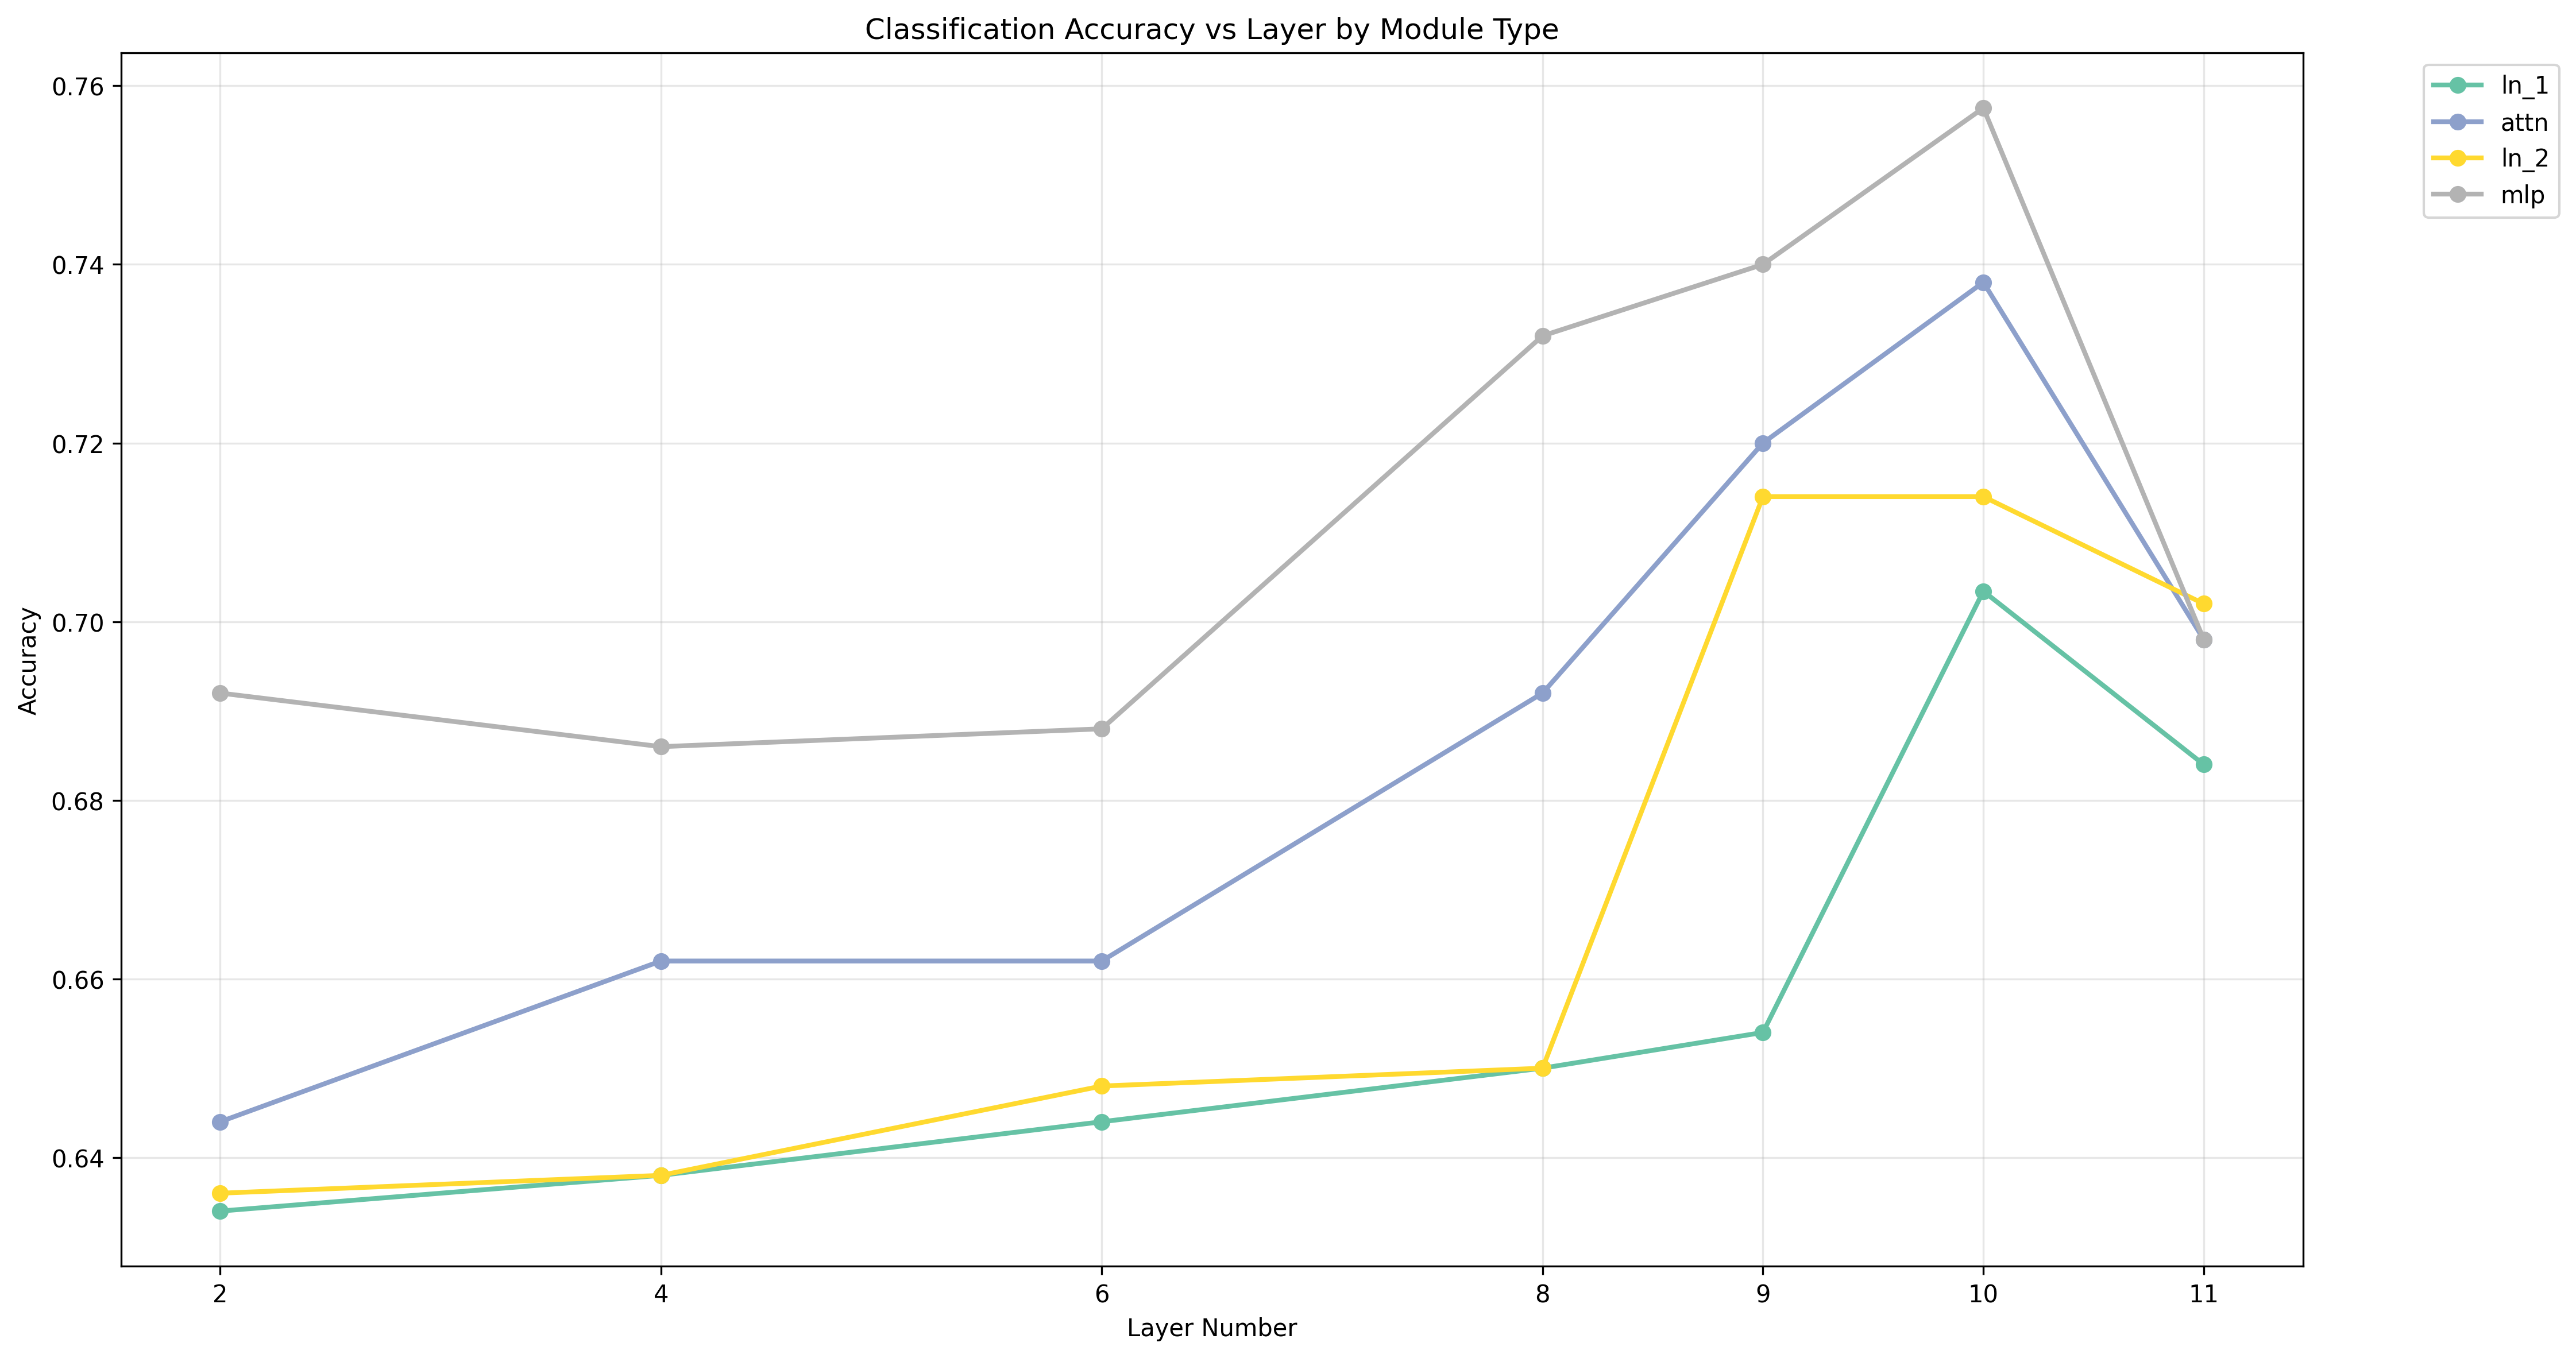 Classification Accuracy vs Layer by Module Type
0.76
0.74
0.72
0.70
0.68
0.66
0.64
Accuracy
2 4 6 8 9 10 11
Layer Number
ln_1
attn
ln_2
mlp